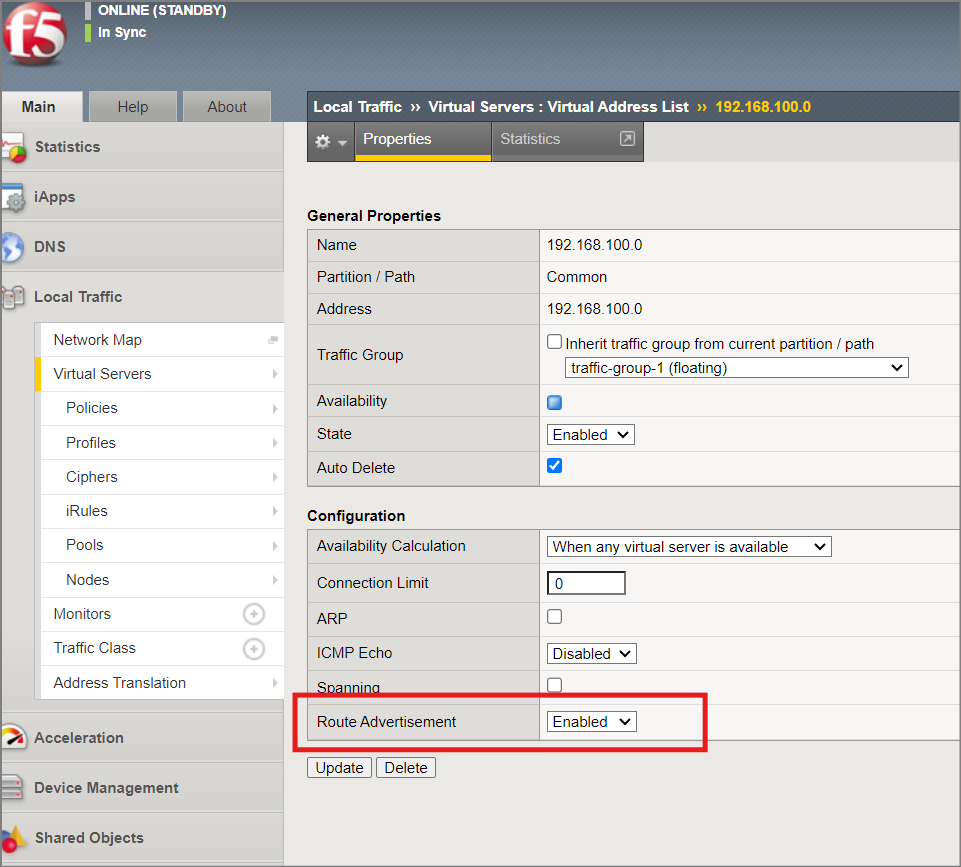 f5
ONLINE (STANDBY)
In Sync
Main
Help
About
Local Traffic ›› Virtual Servers : Virtual Address List ›› 192.168.100.0
Properties
Statistics
Statistics
iApps
DNS
Local Traffic
Network Map
Virtual Servers
Policies
Profiles
Ciphers
iRules
Pools
Nodes
Monitors
Traffic Class
Address Translation
Acceleration
Device Management
Shared Objects
General Properties
Name 192.168.100.0
Partition / Path Common
Address 192.168.100.0
Traffic Group Inherit traffic group from current partition / path
traffic-group-1 (floating)
Availability
State Enabled
Auto Delete
Configuration
Availability Calculation When any virtual server is available
Connection Limit 0
ARP
ICMP Echo Disabled
Spanning
Route Advertisement Enabled
Update Delete